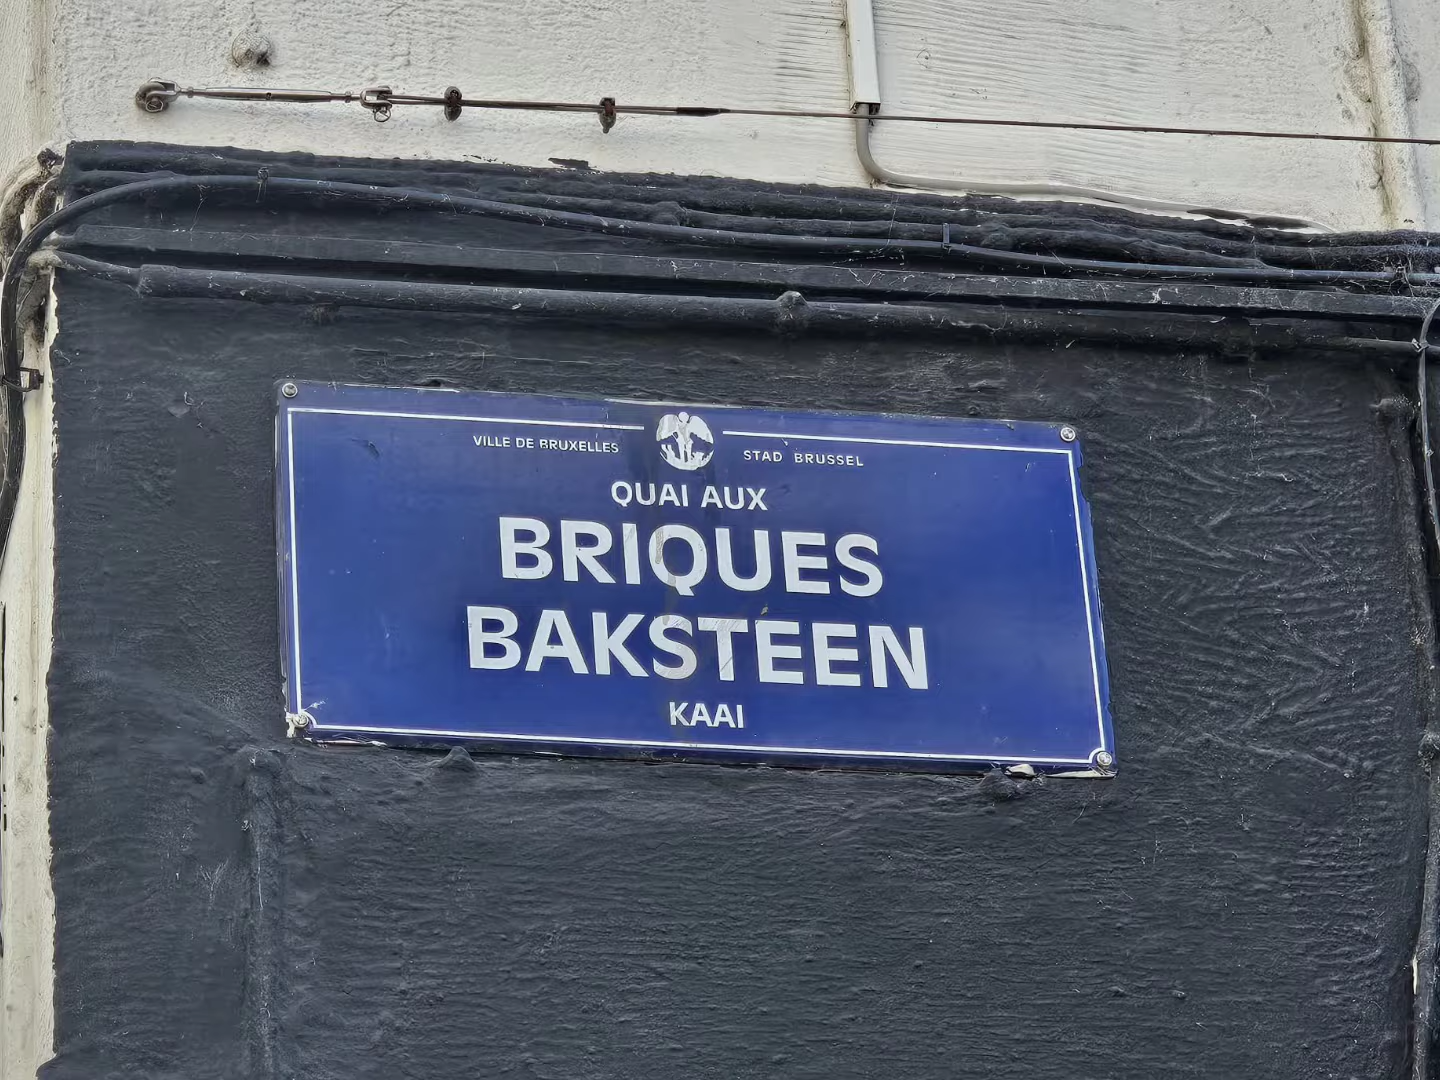 VILLE DE BRUXELLES STAD BRUSSEL
QUAI AUX
BRIQUES
BAKSTEEN
KAAI